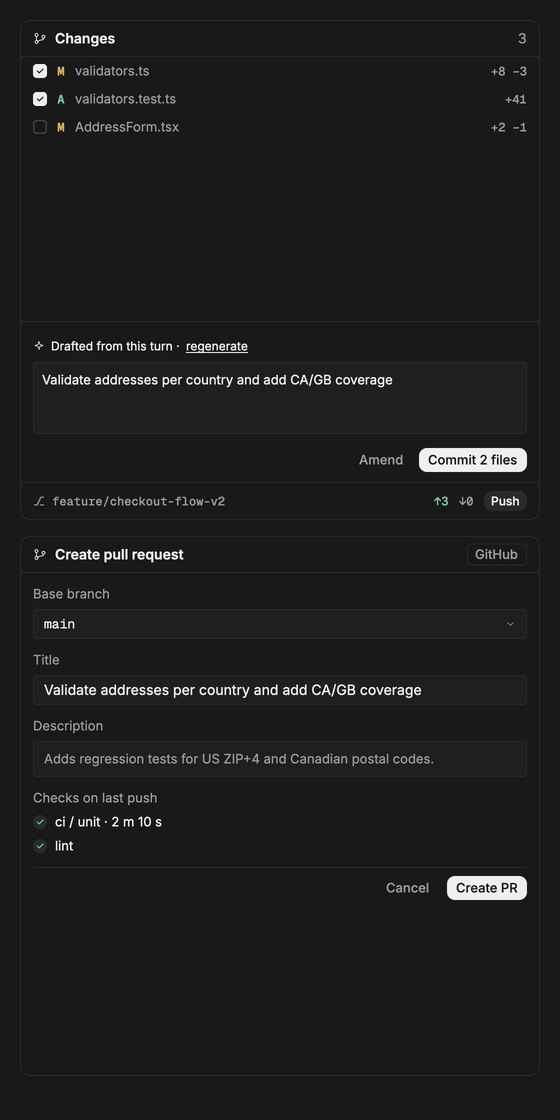 Changes 3
M validators.ts +8 −3
A validators.test.ts +41
M AddressForm.tsx +2 −1
Drafted from this turn · regenerate
Validate addresses per country and add CA/GB coverage
Amend Commit 2 files
feature/checkout-flow-v2 ↑3 ↓0 Push
Create pull request GitHub
Base branch
main
Title
Validate addresses per country and add CA/GB coverage
Description
Adds regression tests for US ZIP+4 and Canadian postal codes.
Checks on last push
ci / unit · 2 m 10 s
lint
Cancel Create PR